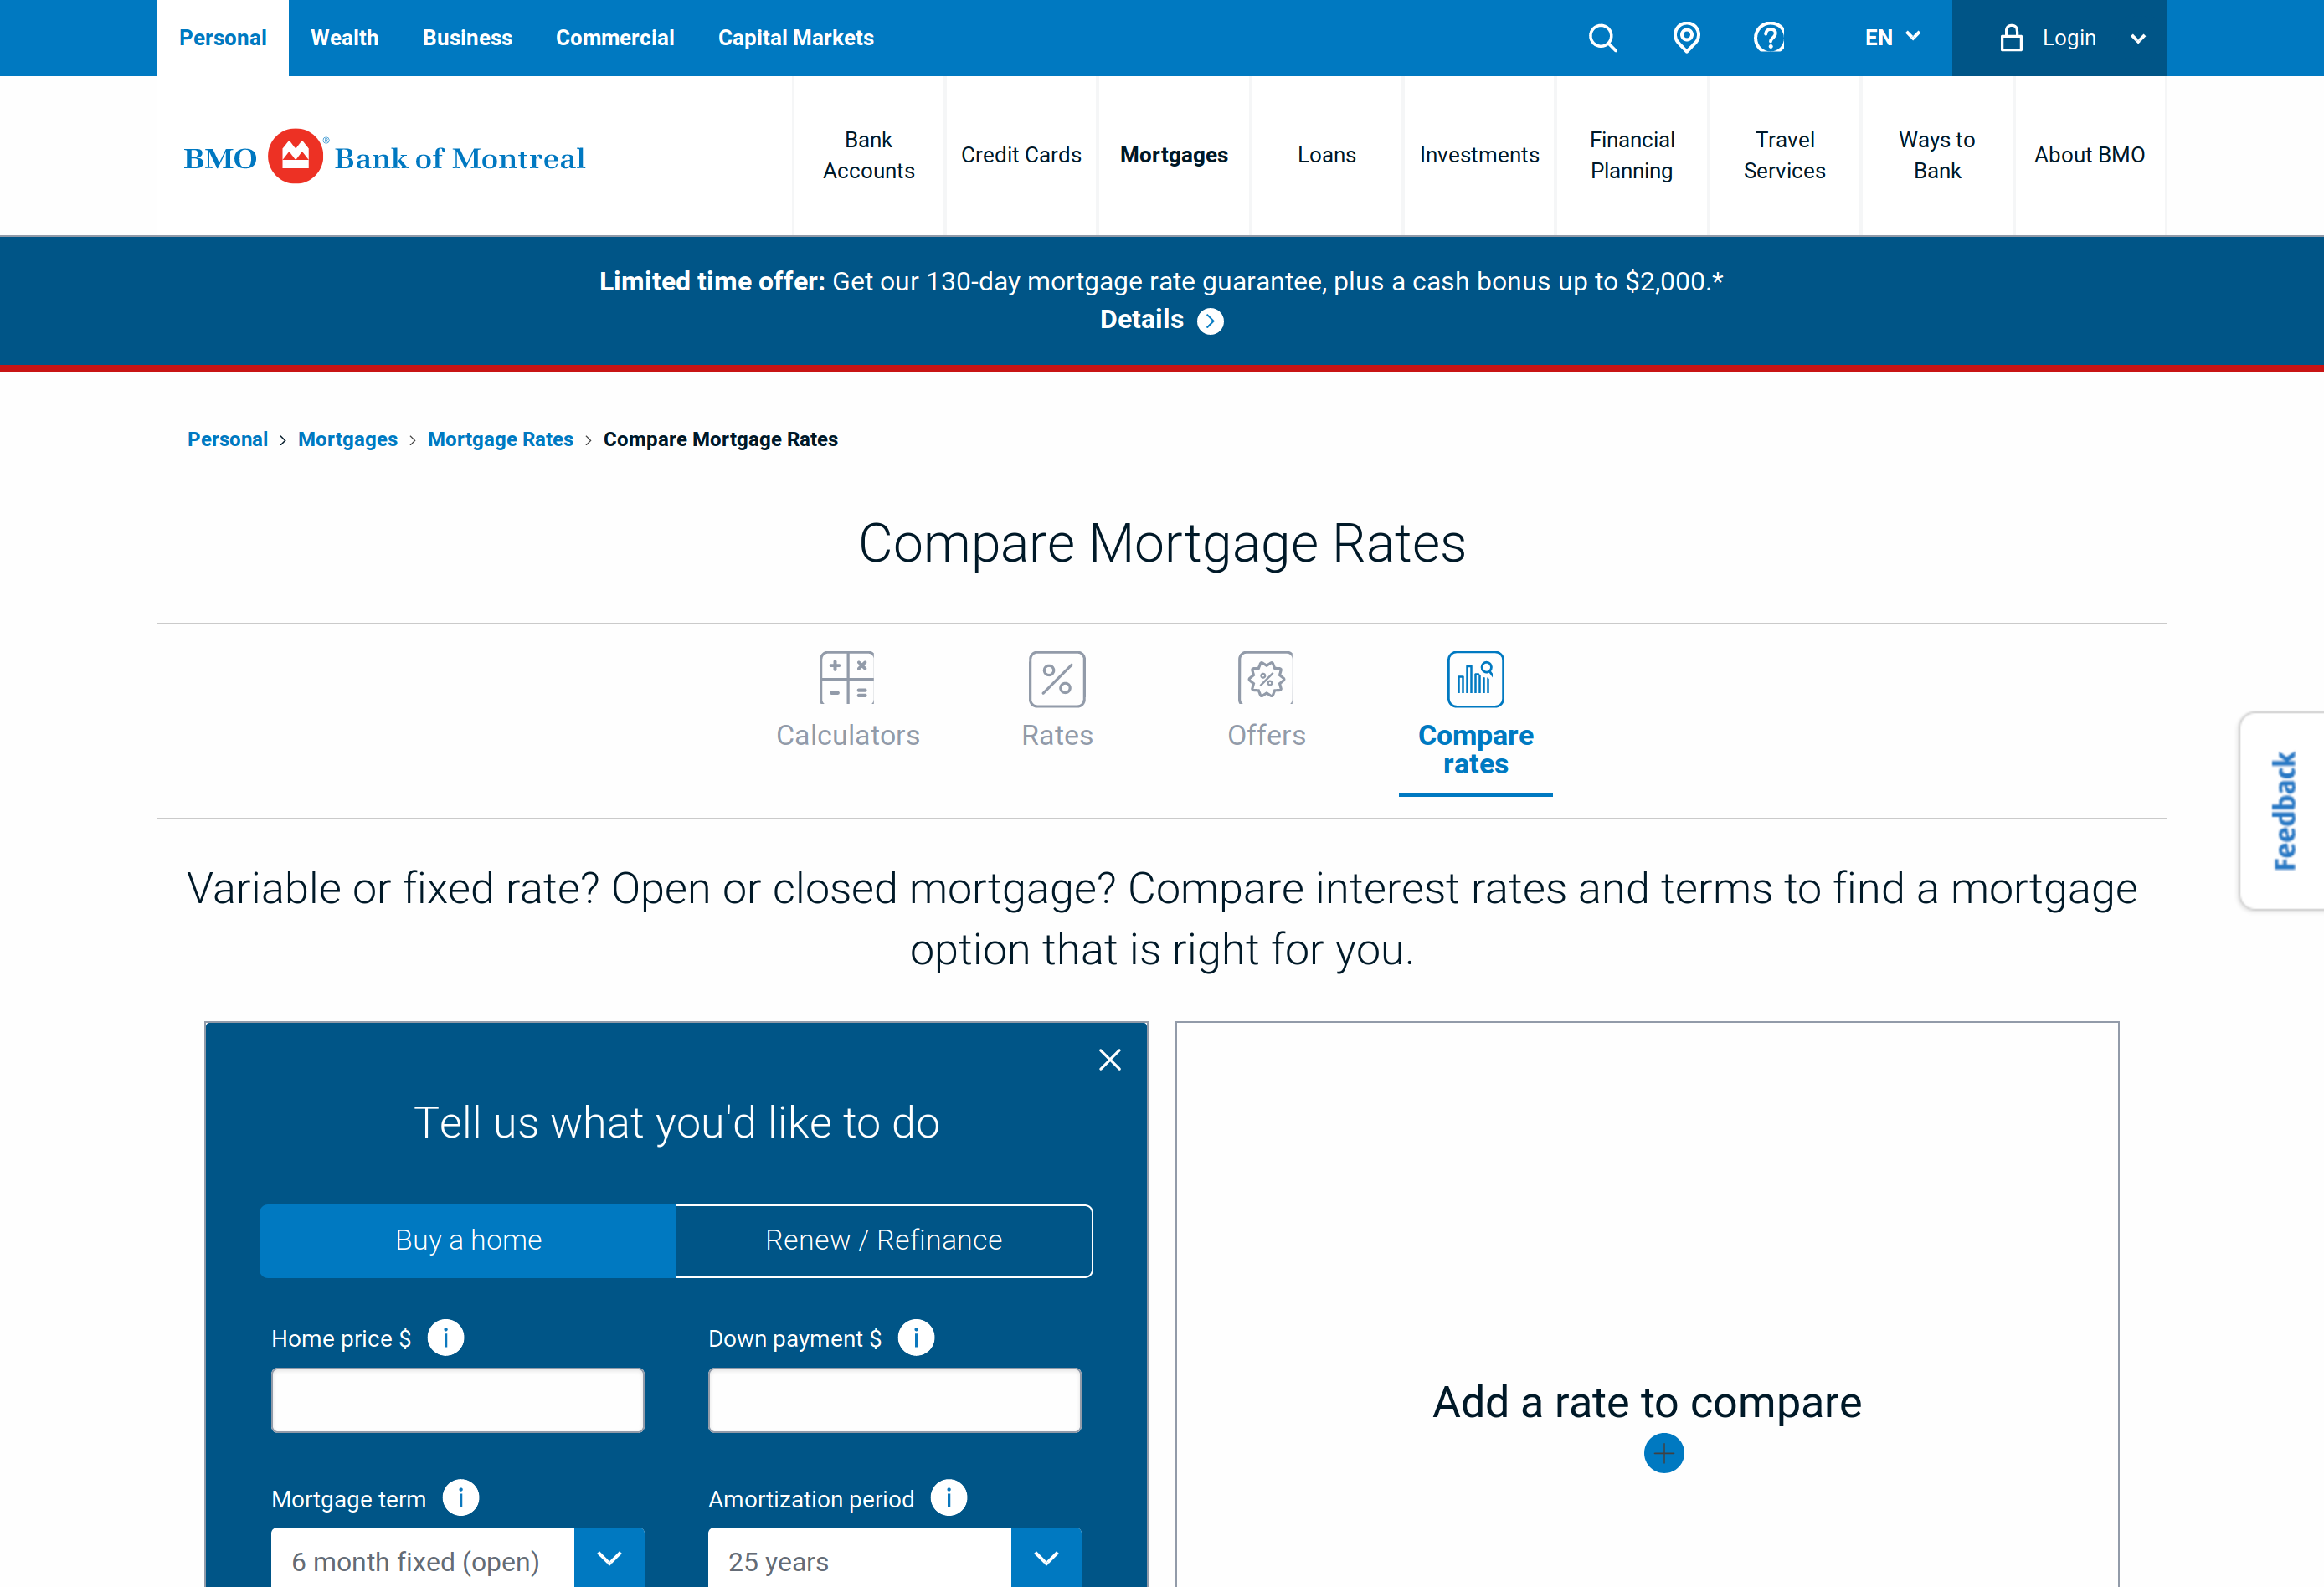 Personal Wealth Business Commercial Capital Markets EN Login
BMO Bank of Montreal®
Bank Accounts
Credit Cards
Mortgages
Loans
Investments
Financial Planning
Travel Services
Ways to Bank
About BMO
Limited time offer: Get our 130-day mortgage rate guarantee, plus a cash bonus up to $2,000.*
Details
Personal > Mortgages > Mortgage Rates > Compare Mortgage Rates
Compare Mortgage Rates
Calculators Rates Offers Compare rates
Feedback
Variable or fixed rate? Open or closed mortgage? Compare interest rates and terms to find a mortgage
option that is right for you.
Tell us what you'd like to do
Buy a home Renew / Refinance
Home price $ i Down payment $ i
Add a rate to compare
Mortgage term i Amortization period i
6 month fixed (open) 25 years